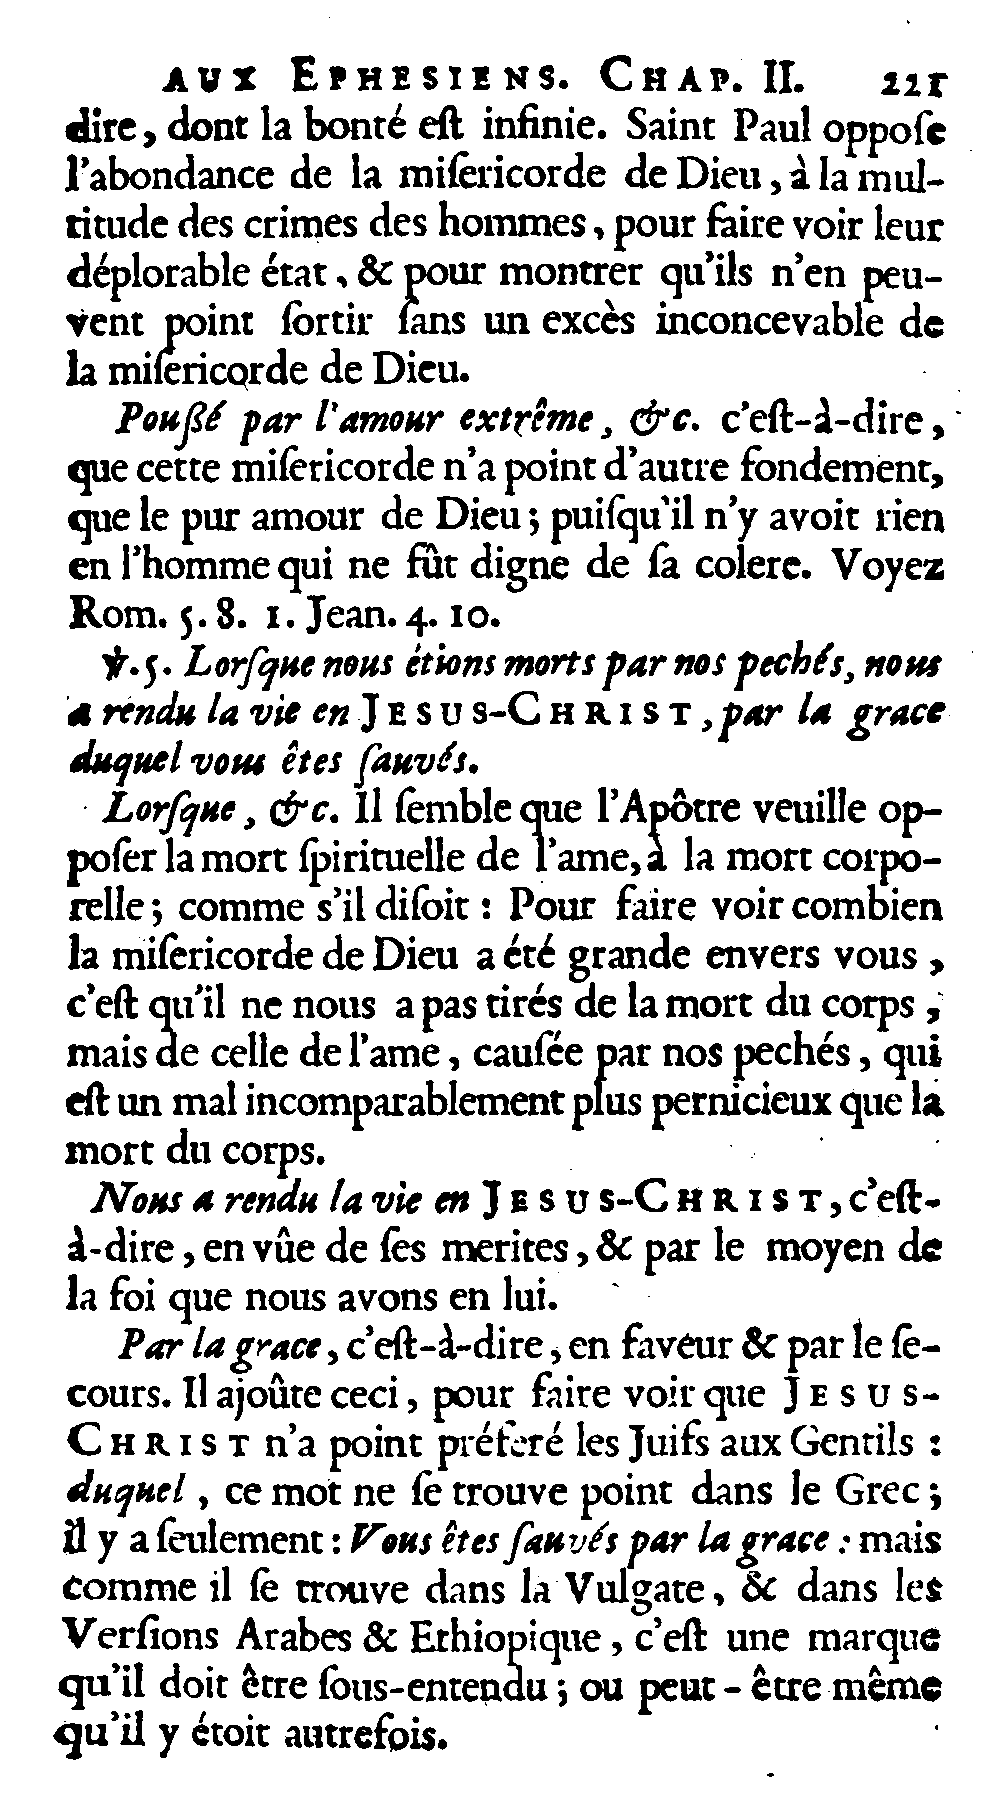 AUX EPHESIENS. CHAP. II. 221
dire, dont la bonté eſt infinie. Saint Paul oppoſe
l'abondance de la miſericorde de Dieu, à la mul-
titude des crimes des hommes, pour faire voir leur
déplorable état, & pour montrer qu'ils n'en peu-
vent point ſortir ſans un excès inconcevable de
la miſericorde de Dieu.
Pouſſé par l'amour extrême, &c. c'eſt-à-dire,
que cette miſericorde n'a point d'autre fondement,
que le pur amour de Dieu; puiſqu'il n'y avoit rien
en l'homme qui ne fût digne de ſa colere. Voyez
Rom. 5. 8. 1. Jean. 4. 10.
℣. 5. Lorſque nous étions morts par nos pechés, nous
a rendu la vie en JESUS-CHRIST, par la grace
duquel vous êtes ſauvés.
Lorſque, &c. Il ſemble que l'Apôtre veuille op-
poſer la mort ſpirituelle de l'ame, à la mort corpo-
relle; comme s'il diſoit : Pour faire voir combien
la miſericorde de Dieu a été grande envers vous,
c'eſt qu'il ne nous a pas tirés de la mort du corps,
mais de celle de l'ame, cauſée par nos pechés, qui
eſt un mal incomparablement plus pernicieux que la
mort du corps.
Nous a rendu la vie en JESUS-CHRIST, c'eſt-
à-dire, en vûe de ſes merites, & par le moyen de
la foi que nous avons en lui.
Par la grace, c'eſt-à-dire, en faveur & par le ſe-
cours. Il ajoûte ceci, pour faire voir que JESUS-
CHRIST n'a point préferé les Juifs aux Gentils :
duquel, ce mot ne ſe trouve point dans le Grec;
il y a ſeulement : Vous êtes ſauvés par la grace : mais
comme il ſe trouve dans la Vulgate, & dans les
Verſions Arabes & Ethiopique, c'eſt une marque
qu'il doit être ſous-entendu; ou peut-être même
qu'il y étoit autrefois.